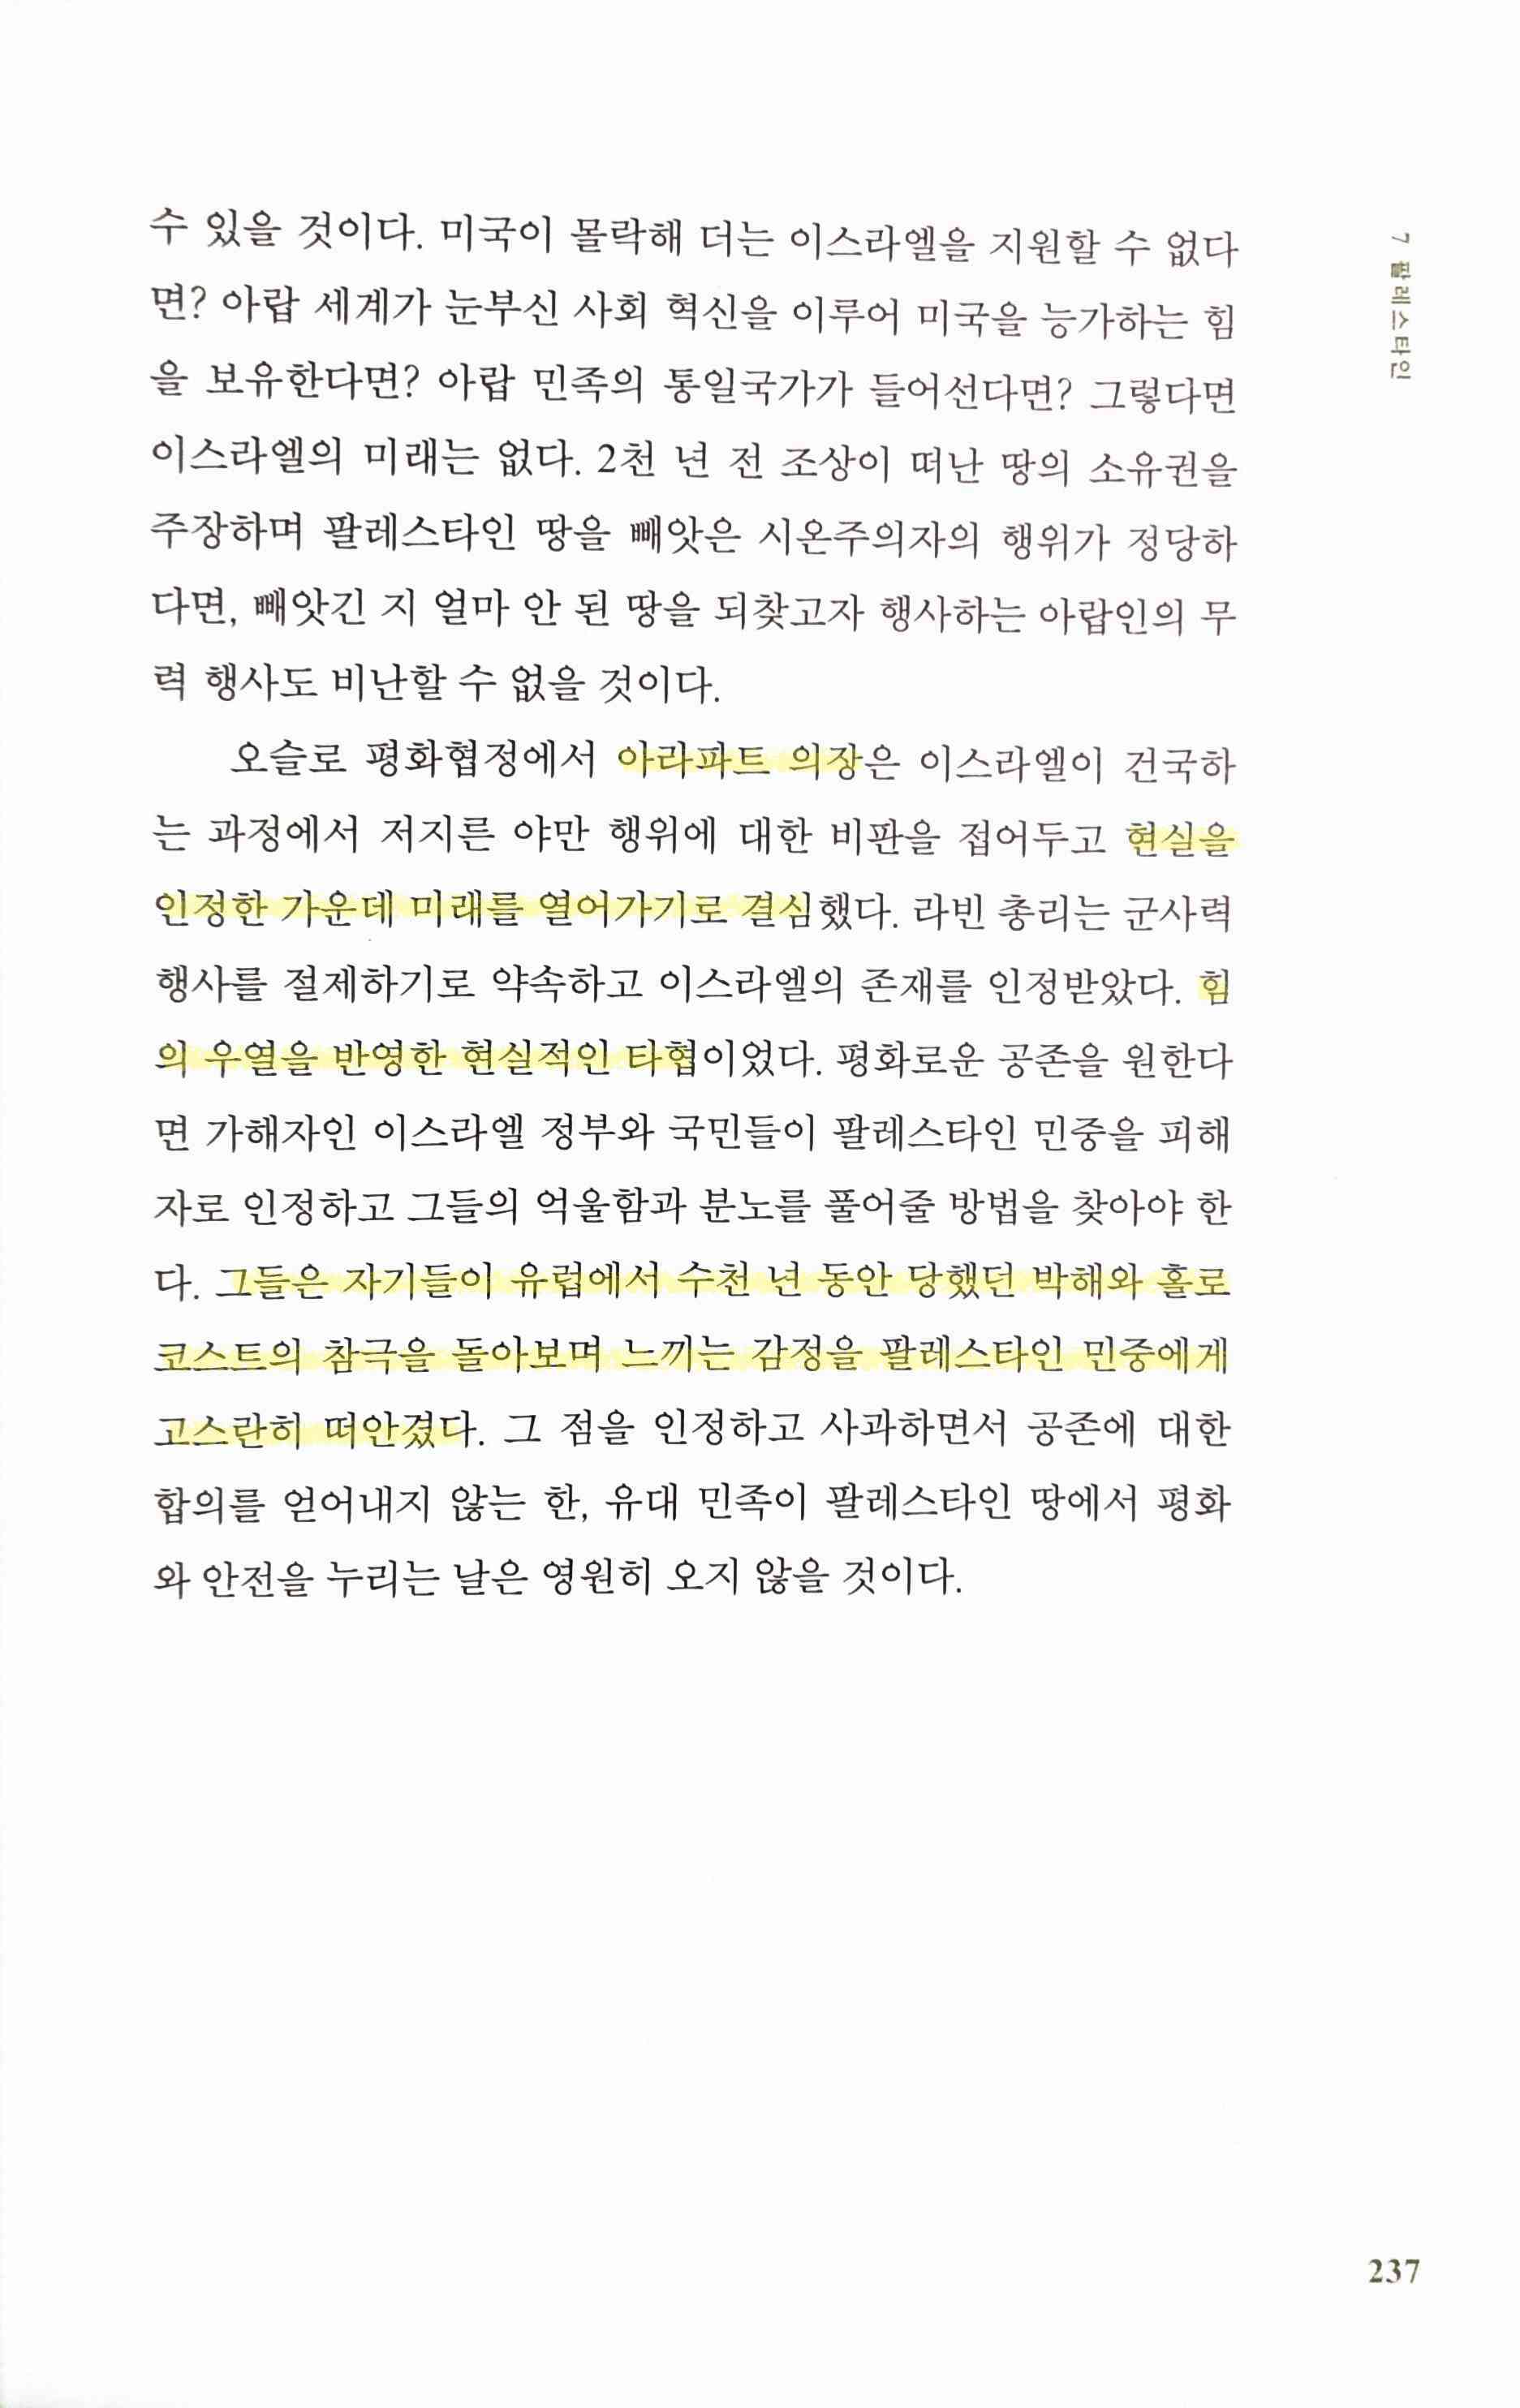 수 있을 것이다. 미국이 몰락해 더는 이스라엘을 지원할 수 없다
면? 아랍 세계가 눈부신 사회 혁신을 이루어 미국을 능가하는 힘
을 보유한다면? 아랍 민족의 통일국가가 들어선다면? 그렇다면
이스라엘의 미래는 없다. 2천 년 전 조상이 떠난 땅의 소유권을
주장하며 팔레스타인 땅을 빼앗은 시온주의자의 행위가 정당하
다면, 빼앗긴 지 얼마 안 된 땅을 되찾고자 행사하는 아랍인의 무
력 행사도 비난할 수 없을 것이다.
오슬로 평화협정에서 아라파트 의장은 이스라엘이 건국하
는 과정에서 저지른 야만 행위에 대한 비판을 접어두고 현실을
인정한 가운데 미래를 열어가기로 결심했다. 라빈 총리는 군사력
행사를 절제하기로 약속하고 이스라엘의 존재를 인정받았다. 힘
의 우열을 반영한 현실적인 타협이었다. 평화로운 공존을 원한다
면 가해자인 이스라엘 정부와 국민들이 팔레스타인 민중을 피해
자로 인정하고 그들의 억울함과 분노를 풀어줄 방법을 찾아야 한
다. 그들은 자기들이 유럽에서 수천 년 동안 당했던 박해와 홀로
코스트의 참극을 돌아보며 느끼는 감정을 팔레스타인 민중에게
고스란히 떠안겼다. 그 점을 인정하고 사과하면서 공존에 대한
합의를 얻어내지 않는 한, 유대 민족이 팔레스타인 땅에서 평화
와 안전을 누리는 날은 영원히 오지 않을 것이다.
7 팔레스타인
237